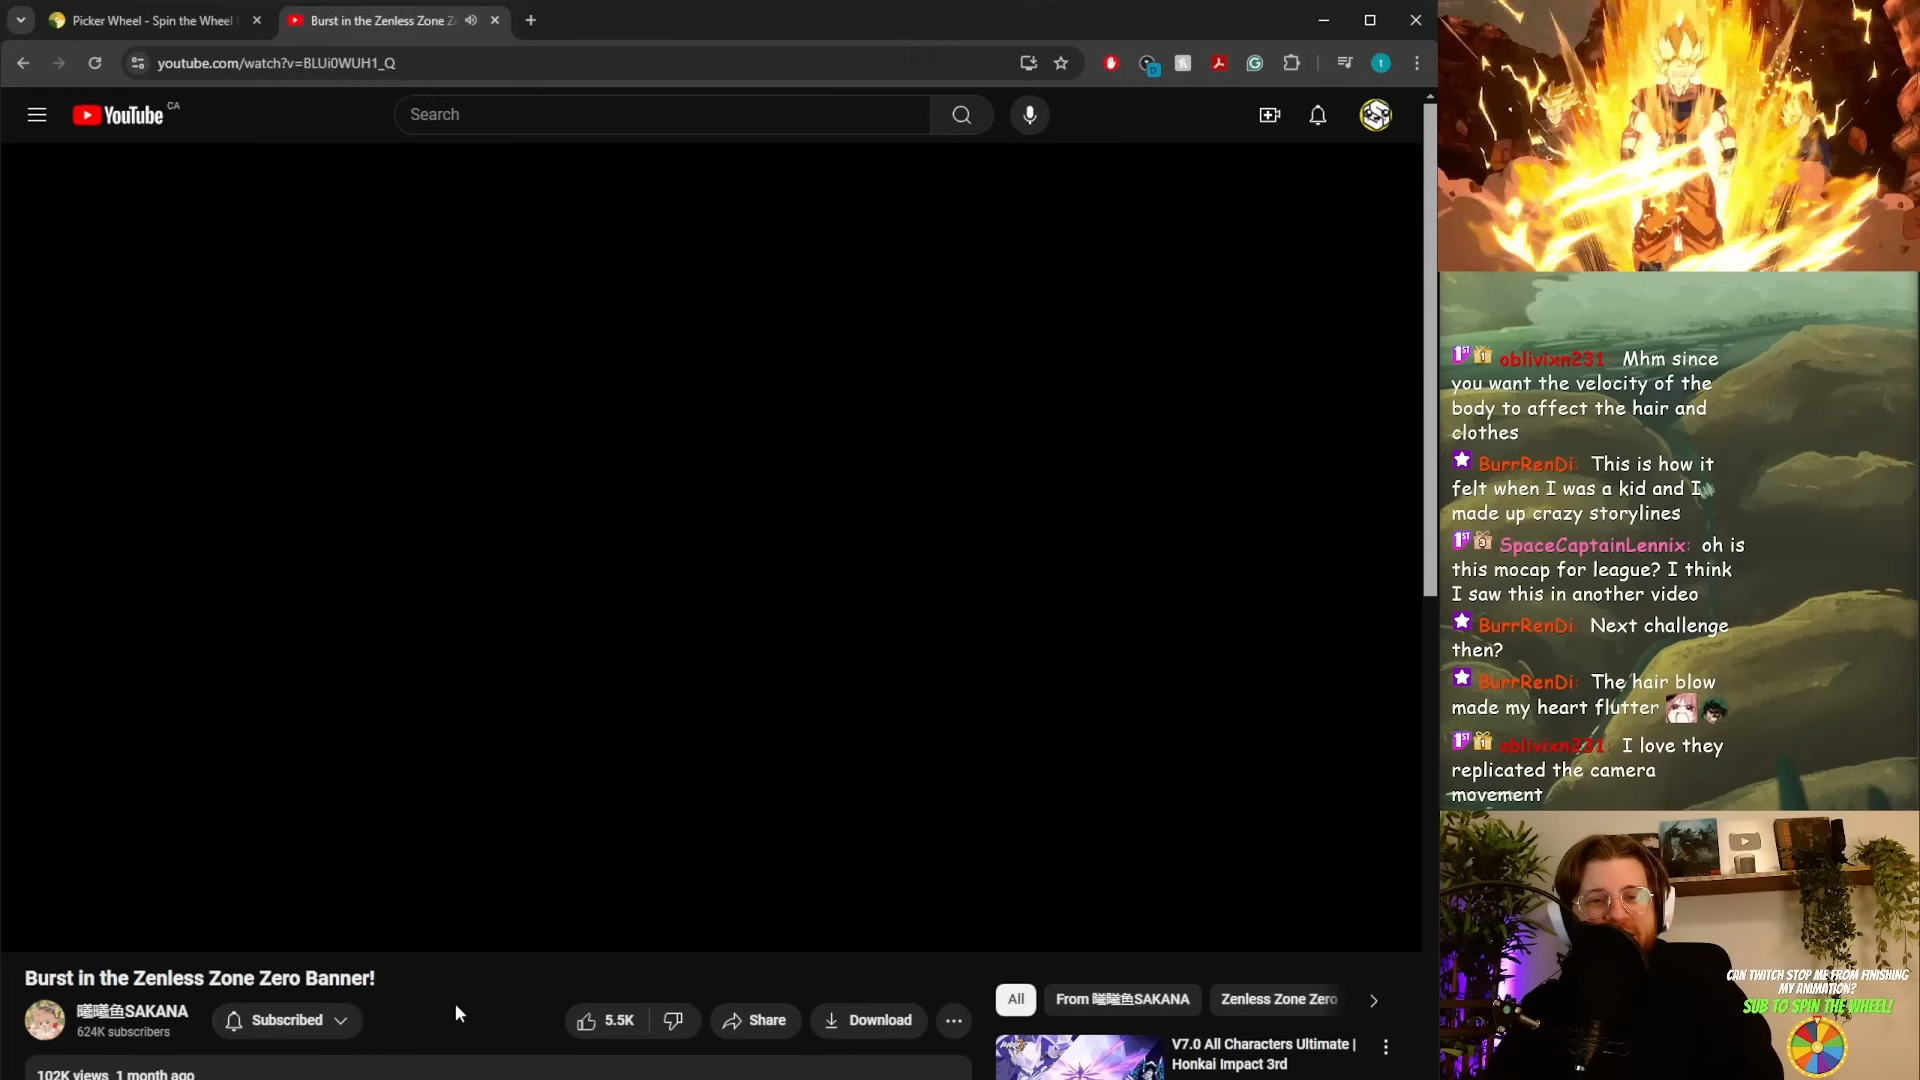 Picker Wheel - Spin the Wheel
Burst in the Zenless Zone Z
youtube.com/watch?v=BLUi0WUH1_Q
YouTube CA
Search
oblivixn231: Mhm since
you want the velocity of the
body to affect the hair and
clothes
BurrRenDi: This is how it
felt when I was a kid and I
made up crazy storylines
SpaceCaptainLennix: oh is
this mocap for league? I think
I saw this in another video
BurrRenDi: Next challenge
then?
BurrRenDi: The hair blow
made my heart flutter
oblivixn231: I love they
replicated the camera
movement
Burst in the Zenless Zone Zero Banner!
曦曦鱼SAKANA
624K subscribers
Subscribed
5.5K
Share
Download
102K views 1 month ago
All
From 曦曦鱼SAKANA
Zenless Zone Zero
V7.0 All Characters Ultimate |
Honkai Impact 3rd
CAN TWITCH STOP ME FROM FINISHING
MY ANIMATION?
SUB TO SPIN THE WHEEL!